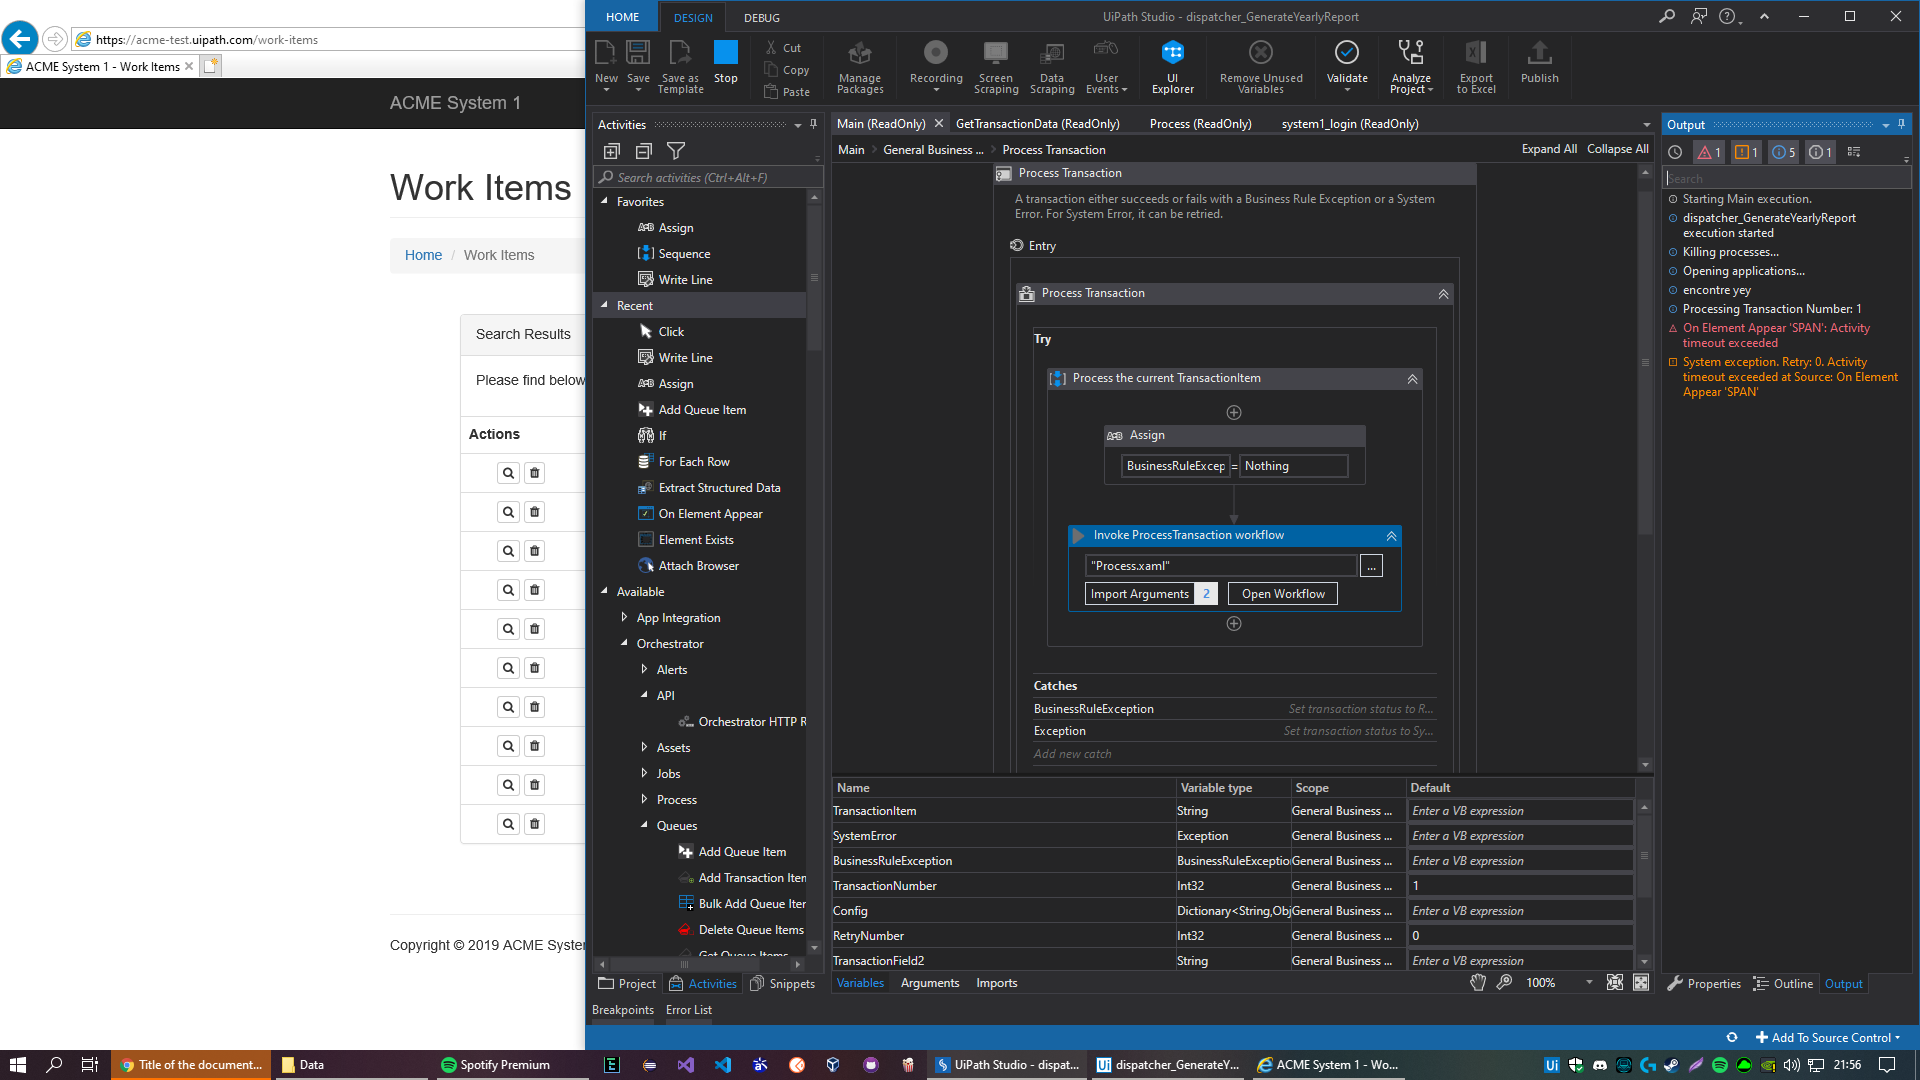 https://acme-test.uipath.com/work-items
ACME System 1 - Work Items
ACME System 1
Work Items
Home / Work Items
Search Results
Please find below
Actions
Copyright © 2019 ACME System
HOME
DESIGN
DEBUG
UiPath Studio - dispatcher_GenerateYearlyReport
New
Save
Save as Template
Stop
Cut
Copy
Paste
Manage Packages
Recording
Screen Scraping
Data Scraping
User Events
UI Explorer
Remove Unused Variables
Validate
Analyze Project
Export to Excel
Publish
Activities
Search activities (Ctrl+Alt+F)
Favorites
Assign
Sequence
Write Line
Recent
Click
Write Line
Assign
Add Queue Item
If
For Each Row
Extract Structured Data
On Element Appear
Element Exists
Attach Browser
Available
App Integration
Orchestrator
Alerts
API
Orchestrator HTTP R
Assets
Jobs
Process
Queues
Add Queue Item
Add Transaction Item
Bulk Add Queue Iter
Delete Queue Items
Get Queue Items
Project
Activities
Snippets
Breakpoints
Error List
Main (ReadOnly)
GetTransactionData (ReadOnly)
Process (ReadOnly)
system1_login (ReadOnly)
Main > General Business ... > Process Transaction
Expand All
Collapse All
Process Transaction
A transaction either succeeds or fails with a Business Rule Exception or a System
Error. For System Error, it can be retried.
Entry
Process Transaction
Try
Process the current TransactionItem
Assign
BusinessRuleExcep = Nothing
Invoke ProcessTransaction workflow
"Process.xaml"
...
Import Arguments 2
Open Workflow
Catches
BusinessRuleException Set transaction status to R...
Exception Set transaction status to Sy...
Add new catch
Name Variable type Scope Default
TransactionItem String General Business ... Enter a VB expression
SystemError Exception General Business ... Enter a VB expression
BusinessRuleException BusinessRuleExceptio General Business ... Enter a VB expression
TransactionNumber Int32 General Business ... 1
Config Dictionary<String,Obj General Business ... Enter a VB expression
RetryNumber Int32 General Business ... 0
TransactionField2 String General Business ... Enter a VB expression
Variables
Arguments
Imports
100%
Output
1
1
5
1
Search
Starting Main execution.
dispatcher_GenerateYearlyReport
execution started
Killing processes...
Opening applications...
encontre yey
Processing Transaction Number: 1
On Element Appear 'SPAN': Activity
timeout exceeded
System exception. Retry: 0. Activity
timeout exceeded at Source: On Element
Appear 'SPAN'
Properties
Outline
Output
Add To Source Control
Title of the document...
Data
Spotify Premium
UiPath Studio - dispat...
dispatcher_GenerateY...
ACME System 1 - Wo...
21:56